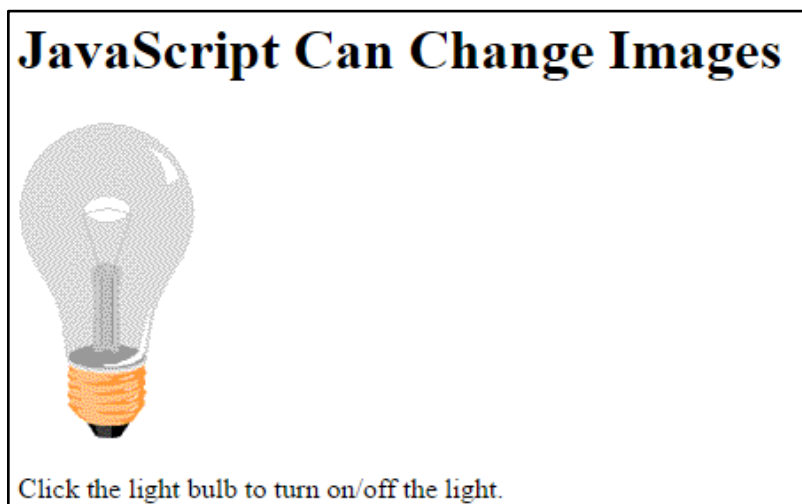 JavaScript Can Change Images
Click the light bulb to turn on/off the light.